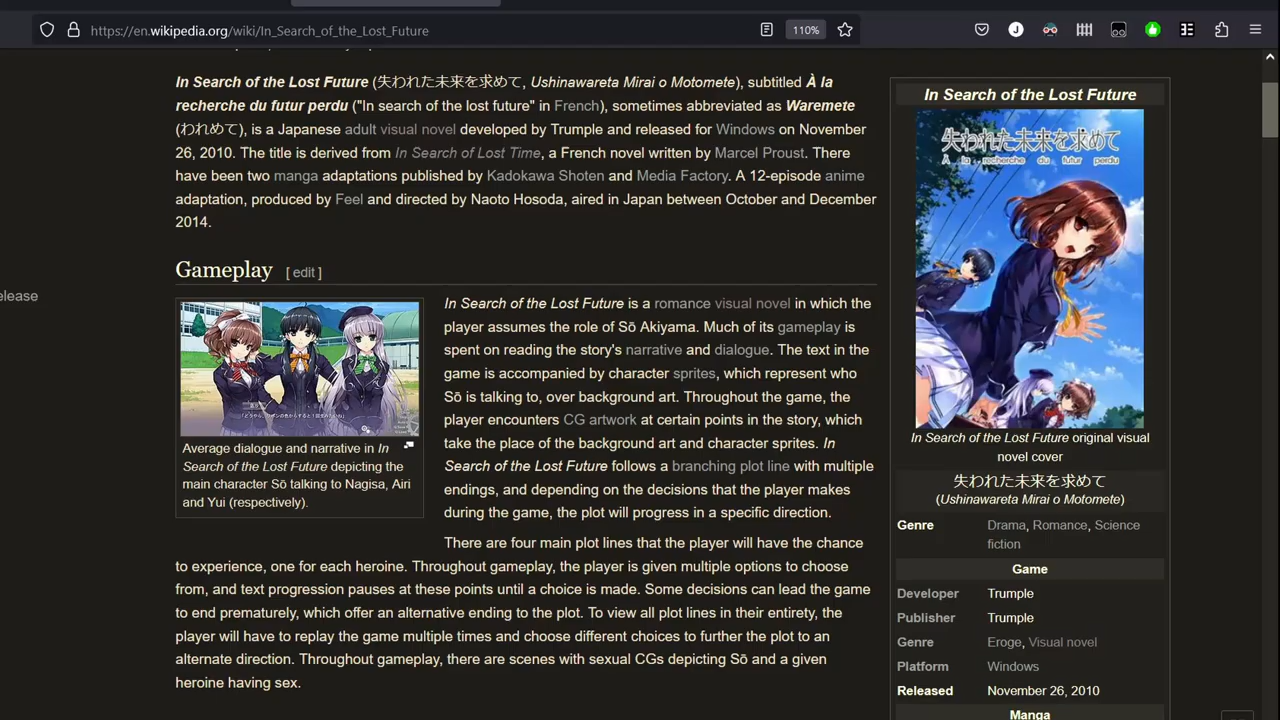 https://en.wikipedia.org/wiki/In_Search_of_the_Lost_Future
110%
In Search of the Lost Future (失われた未来を求めて, Ushinawareta Mirai o Motomete), subtitled À la
recherche du futur perdu ("In search of the lost future" in French), sometimes abbreviated as Waremete
(われめて), is a Japanese adult visual novel developed by Trumple and released for Windows on November
26, 2010. The title is derived from In Search of Lost Time, a French novel written by Marcel Proust. There
have been two manga adaptations published by Kadokawa Shoten and Media Factory. A 12-episode anime
adaptation, produced by Feel and directed by Naoto Hosoda, aired in Japan between October and December
2014.
Gameplay [ edit ]
elease
Average dialogue and narrative in In
Search of the Lost Future depicting the
main character Sō talking to Nagisa, Airi
and Yui (respectively).
In Search of the Lost Future is a romance visual novel in which the
player assumes the role of Sō Akiyama. Much of its gameplay is
spent on reading the story's narrative and dialogue. The text in the
game is accompanied by character sprites, which represent who
Sō is talking to, over background art. Throughout the game, the
player encounters CG artwork at certain points in the story, which
take the place of the background art and character sprites. In
Search of the Lost Future follows a branching plot line with multiple
endings, and depending on the decisions that the player makes
during the game, the plot will progress in a specific direction.
There are four main plot lines that the player will have the chance
to experience, one for each heroine. Throughout gameplay, the player is given multiple options to choose
from, and text progression pauses at these points until a choice is made. Some decisions can lead the game
to end prematurely, which offer an alternative ending to the plot. To view all plot lines in their entirety, the
player will have to replay the game multiple times and choose different choices to further the plot to an
alternate direction. Throughout gameplay, there are scenes with sexual CGs depicting Sō and a given
heroine having sex.
In Search of the Lost Future
失われた未来を求めて
À la recherche du futur perdu
In Search of the Lost Future original visual
novel cover
失われた未来を求めて
(Ushinawareta Mirai o Motomete)
Genre Drama, Romance, Science
fiction
Game
Developer Trumple
Publisher Trumple
Genre Eroge, Visual novel
Platform Windows
Released November 26, 2010
Manga